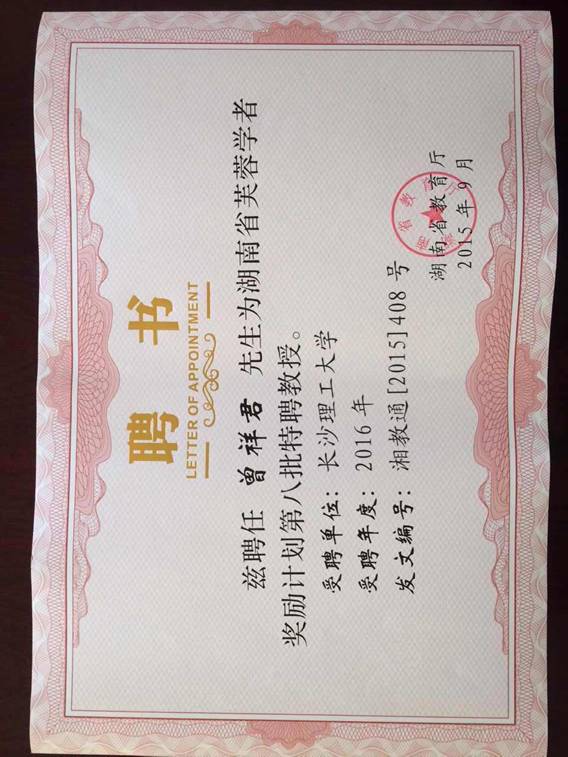 聘 书
LETTER OF APPOINTMENT
兹聘任 曾祥君 先生为湖南省芙蓉学者
奖励计划第八批特聘教授。
受聘单位：长沙理工大学
受聘年度：2016 年
发文编号：湘教通[2015]408 号
湖南省教育厅
2015 年 9 月